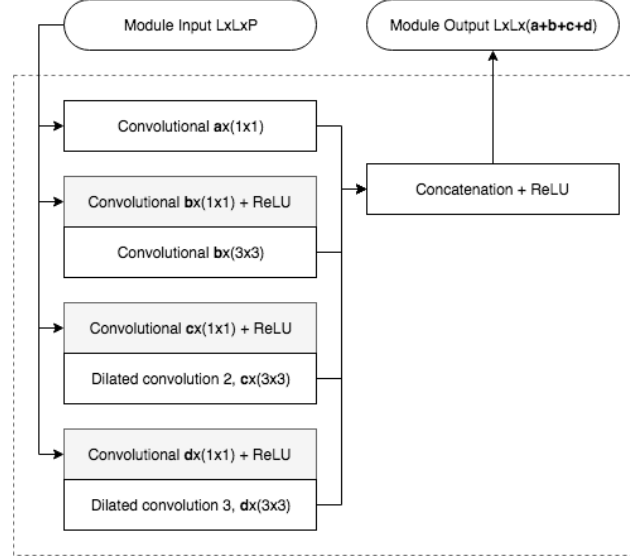 Module Input LxLxP
Module Output LxLx(a+b+c+d)
Convolutional ax(1x1)
Convolutional bx(1x1) + ReLU
Convolutional bx(3x3)
Concatenation + ReLU
Convolutional cx(1x1) + ReLU
Dilated convolution 2, cx(3x3)
Convolutional dx(1x1) + ReLU
Dilated convolution 3, dx(3x3)